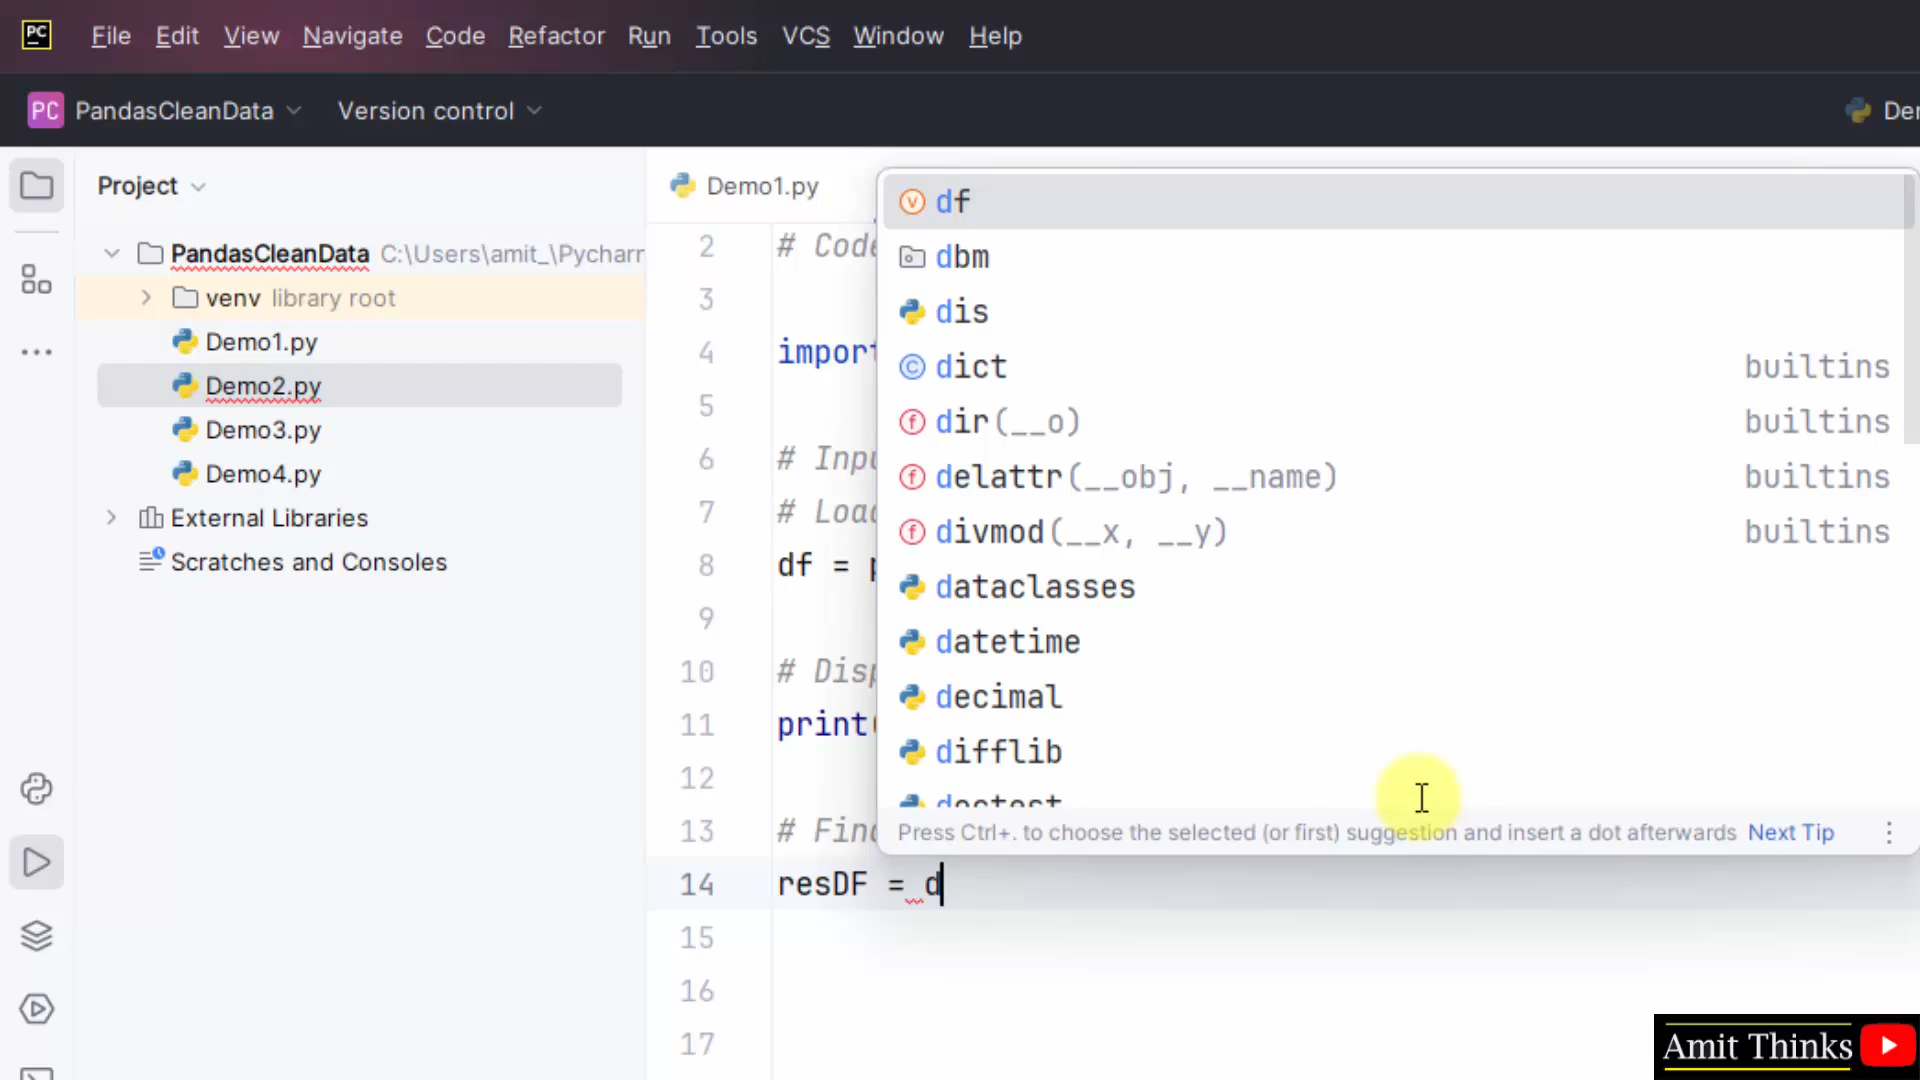 PC
File Edit View Navigate Code Refactor Run Tools VCS Window Help
PC PandasCleanData Version control
Project
Demo1.py
PandasCleanData C:\Users\amit_\Pychar
venv library root
Demo1.py
Demo2.py
Demo3.py
Demo4.py
External Libraries
Scratches and Consoles
2 # Code
3
4 import
5
6 # Inpu
7 # Load
8 df = p
9
10 # Disp
11 print(
12
13 # Find
14 resDF = d
15
16
17
df
dbm
dis
dict builtins
dir(__o) builtins
delattr(__obj, __name) builtins
divmod(__x, __y) builtins
dataclasses
datetime
decimal
difflib
doctest
Press Ctrl+. to choose the selected (or first) suggestion and insert a dot afterwards Next Tip
Amit Thinks